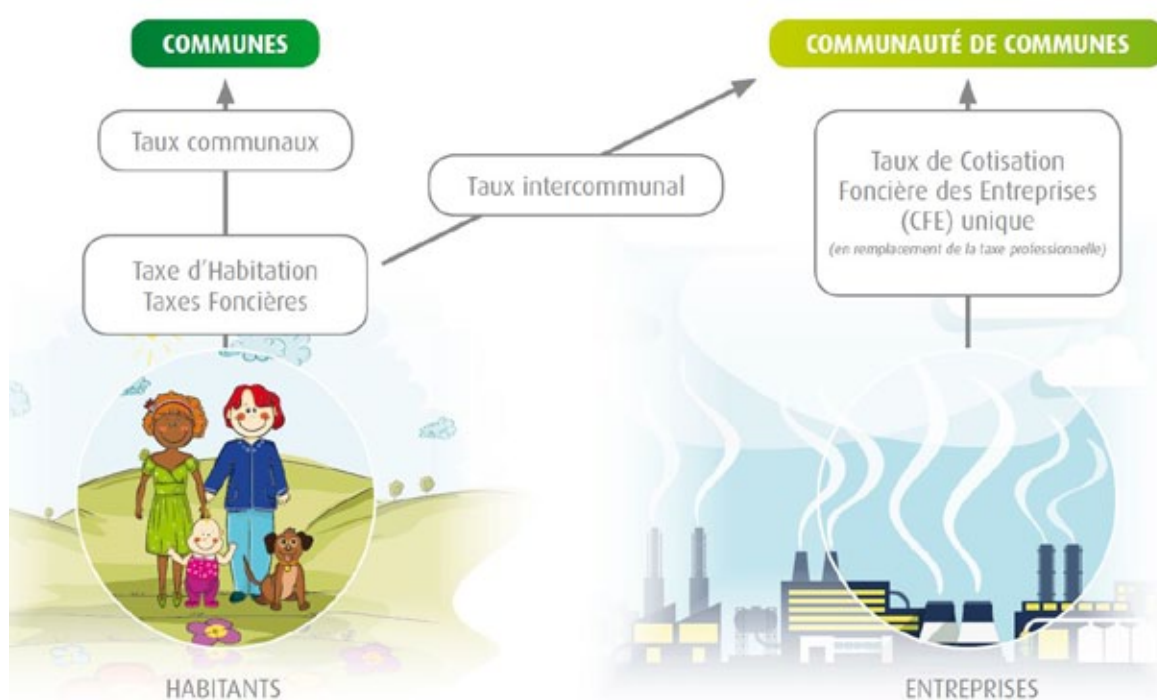 COMMUNES
COMMUNAUTÉ DE COMMUNES
Taux communaux
Taux intercommunal
Taux de Cotisation
Foncière des Entreprises
(CFE) unique
(en remplacement de la taxe professionnelle)
Taxe d'Habitation
Taxes Foncières
HABITANTS
ENTREPRISES